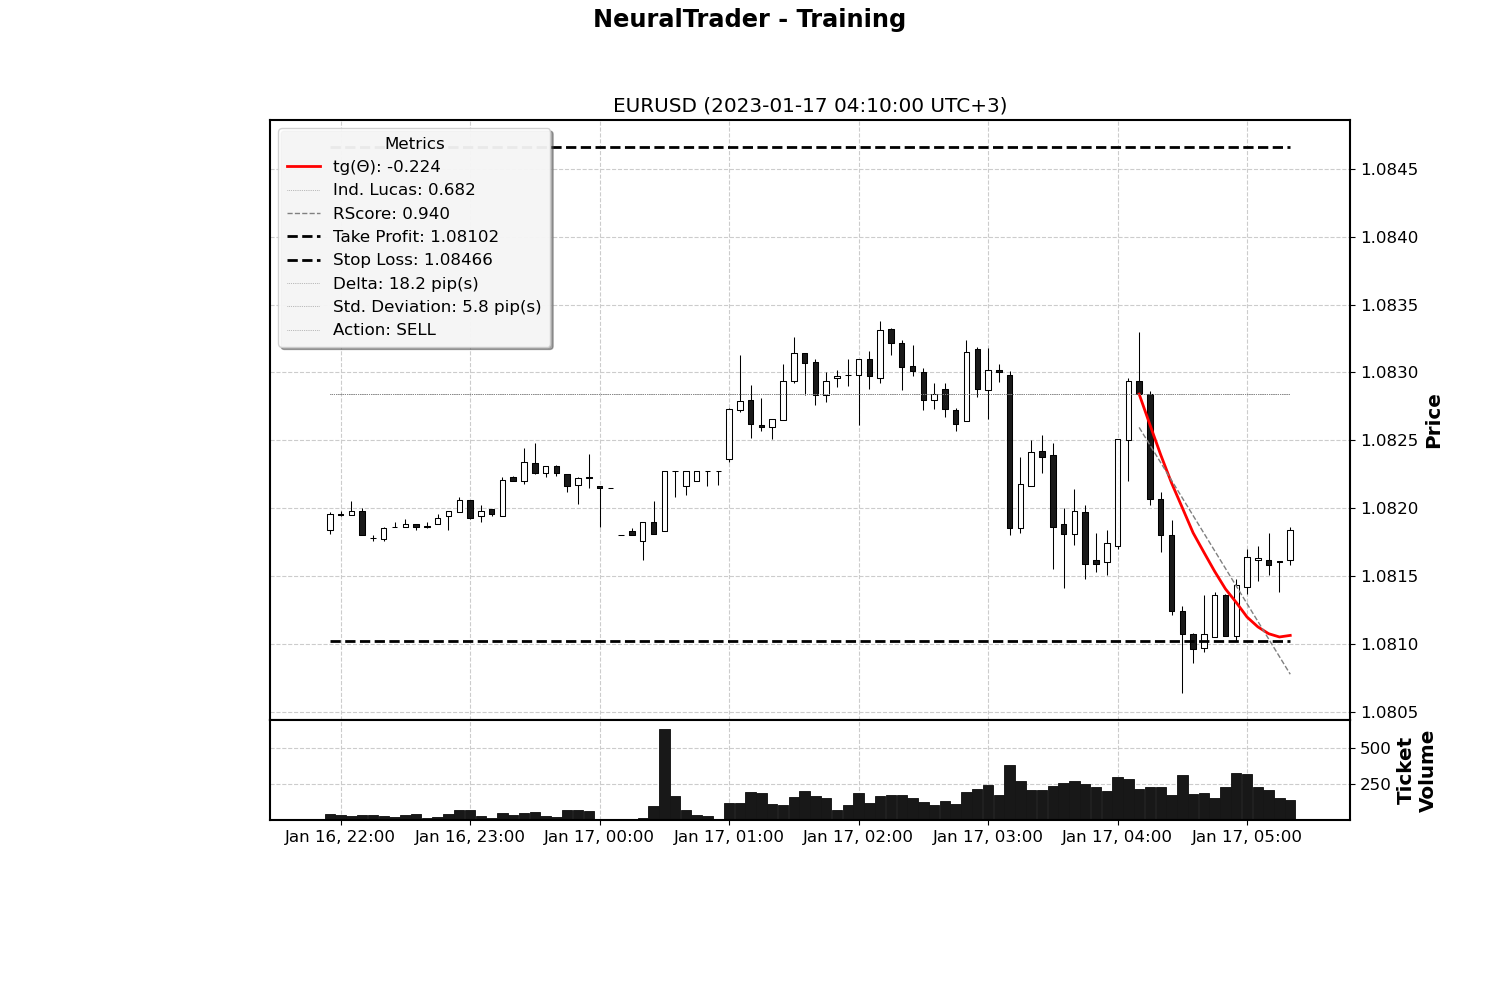 NeuralTrader - Training
EURUSD (2023-01-17 04:10:00 UTC+3)
Metrics
tg(Θ): -0.224
Ind. Lucas: 0.682
RScore: 0.940
Take Profit: 1.08102
Stop Loss: 1.08466
Delta: 18.2 pip(s)
Std. Deviation: 5.8 pip(s)
Action: SELL
1.0845
1.0840
1.0835
1.0830
1.0825
1.0820
1.0815
1.0810
1.0805
Price
500
250
Ticket
Volume
Jan 16, 22:00 Jan 16, 23:00 Jan 17, 00:00 Jan 17, 01:00 Jan 17, 02:00 Jan 17, 03:00 Jan 17, 04:00 Jan 17, 05:00